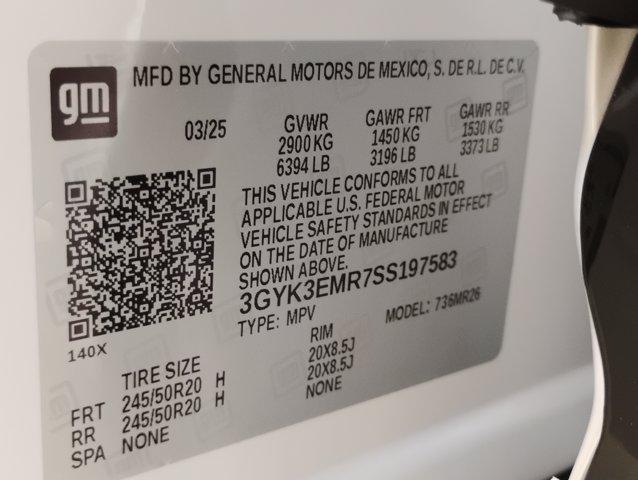 gm
MFD BY GENERAL MOTORS DE MEXICO, S. DE R.L. DE C.V.
03/25 GVWR GAWR FRT GAWR RR
2900 KG 1450 KG 1530 KG
6394 LB 3196 LB 3373 LB
THIS VEHICLE CONFORMS TO ALL
APPLICABLE U.S. FEDERAL MOTOR
VEHICLE SAFETY STANDARDS IN EFFECT
ON THE DATE OF MANUFACTURE
SHOWN ABOVE.
3GYK3EMR7SS197583
TYPE: MPV MODEL: 736MR26
140X
TIRE SIZE RIM
FRT 245/50R20 H 20X8.5J
RR 245/50R20 H 20X8.5J
SPA NONE NONE